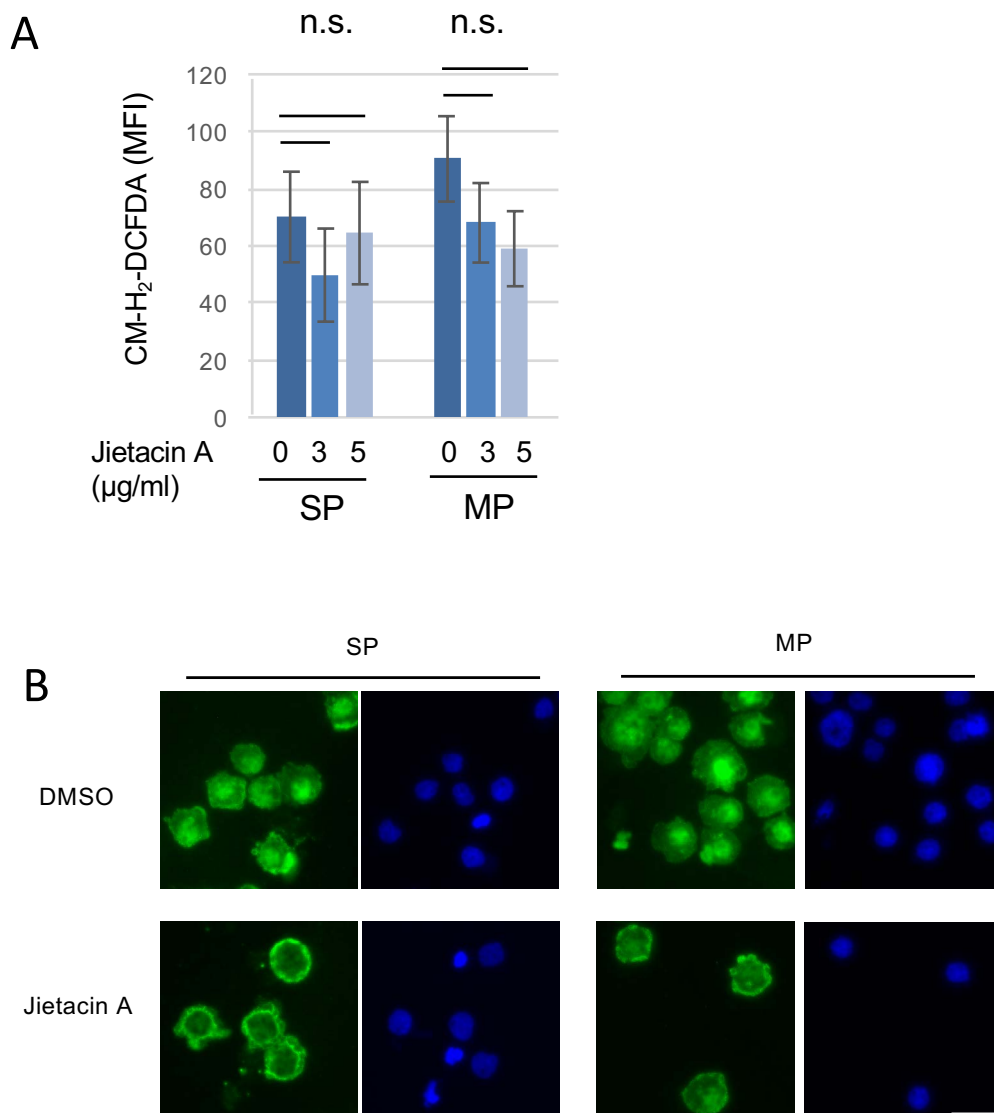 A
n.s. n.s.
120
100
80
60
40
20
0
CM-H₂-DCFDA (MFI)
Jietacin A 0 3 5 0 3 5
(μg/ml)
SP MP
B
SP MP
DMSO
Jietacin A